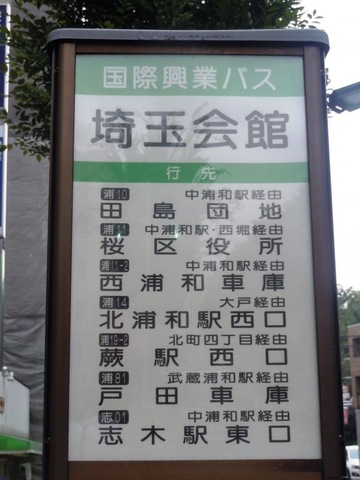 国際興業バス
埼玉会館
行先
浦10 中浦和駅経由
田島団地
浦11 中浦和駅・西堀経由
桜区役所
浦11-2 中浦和駅経由
西浦和車庫
浦14 大戸経由
北浦和駅西口
浦19-2 北町四丁目経由
蕨駅西口
浦81 武蔵浦和駅経由
戸田車庫
志01 中浦和駅経由
志木駅東口